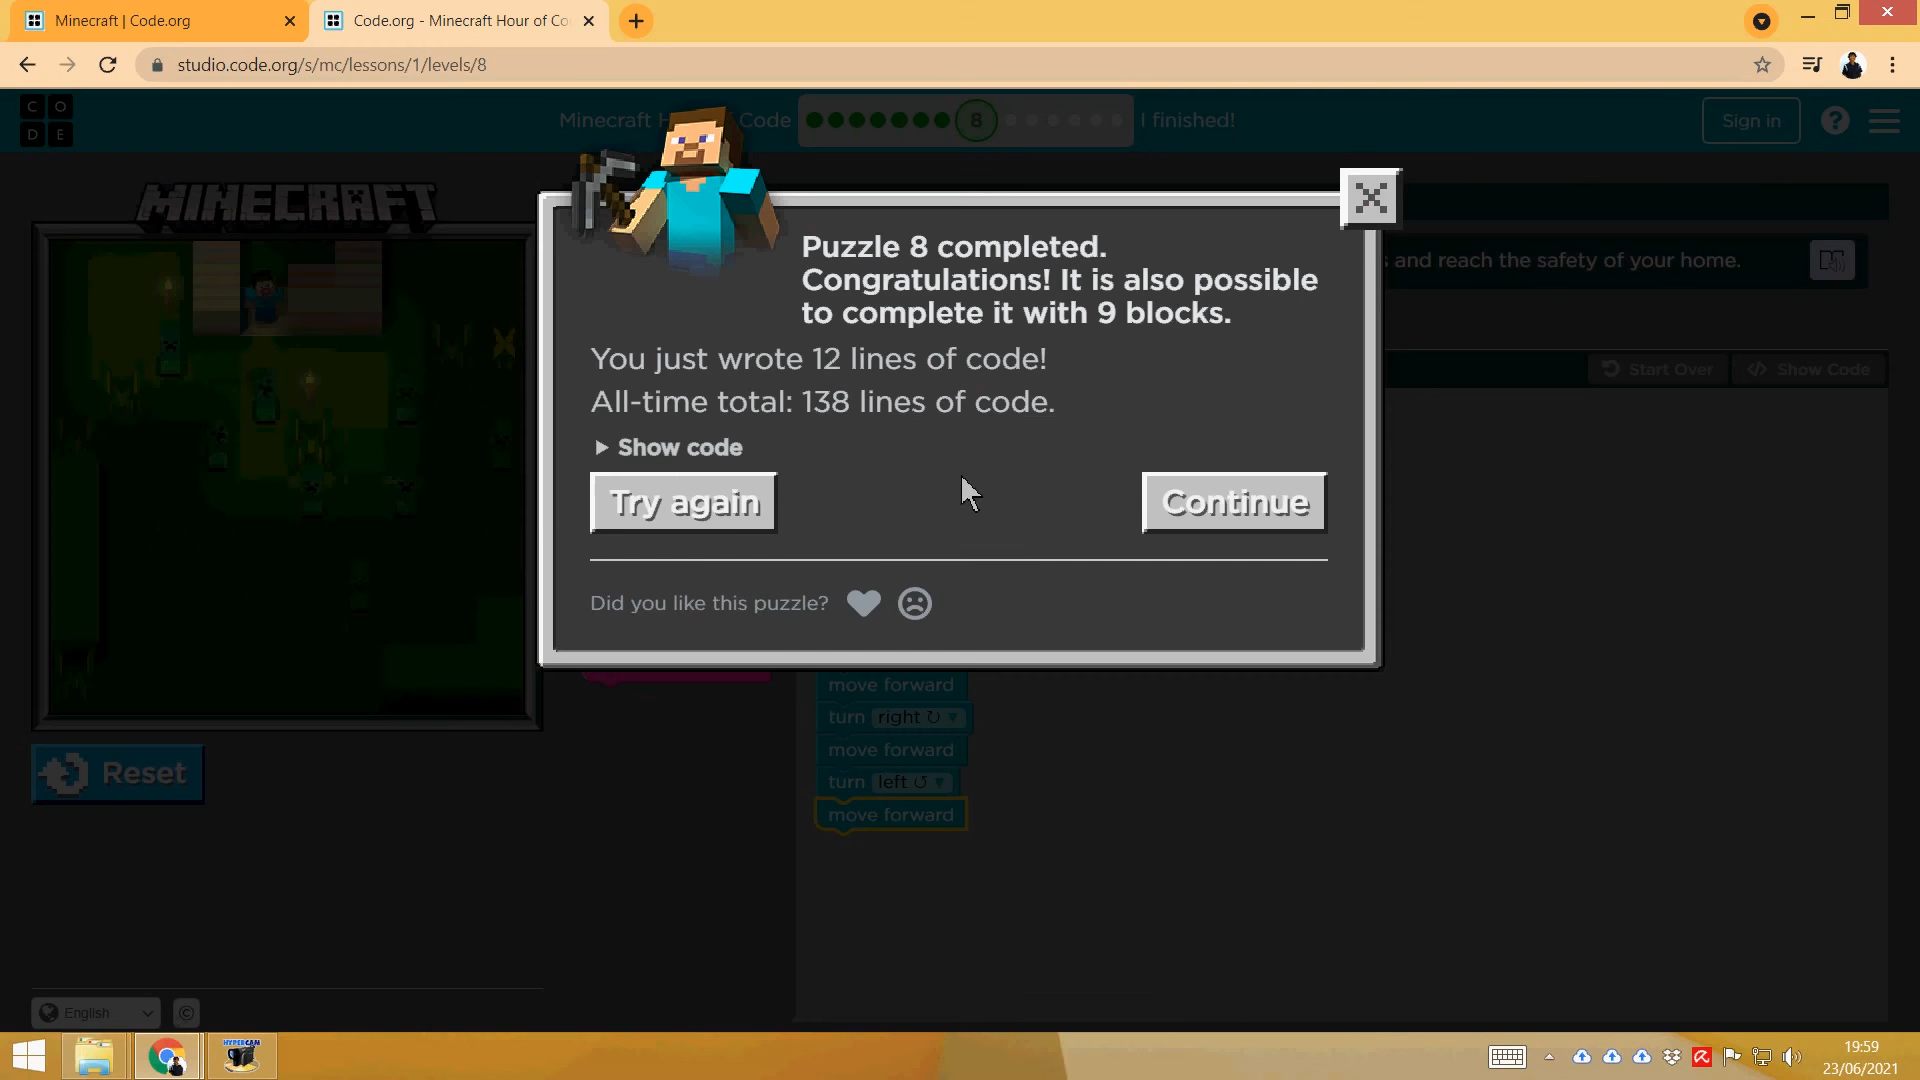 Minecraft | Code.org
Code.org - Minecraft Hour of Co
studio.code.org/s/mc/lessons/1/levels/8
C O
D E
Minecraft H Code
8
I finished!
Sign in
?
MINECRAFT
Puzzle 8 completed.
Congratulations! It is also possible
to complete it with 9 blocks.
s and reach the safety of your home.
You just wrote 12 lines of code!
Start Over
Show Code
All-time total: 138 lines of code.
Show code
Try again
Continue
Did you like this puzzle?
move forward
turn right ↻
move forward
turn left ↺
move forward
Reset
English
©
HYPERCAM
19:59
23/06/2021